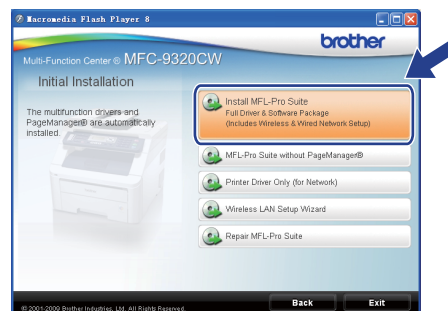 Macromedia Flash Player 8
brother
Multi-Function Center ® MFC-9320CW
Initial Installation
The multifunction drivers and
PageManager® are automatically
installed.
Install MFL-Pro Suite
Full Driver & Software Package
(Includes Wireless & Wired Network Setup)
MFL-Pro Suite without PageManager®
Printer Driver Only (for Network)
Wireless LAN Setup Wizard
Repair MFL-Pro Suite
© 2001-2009 Brother Industries, Ltd. All Rights Reserved.
Back
Exit